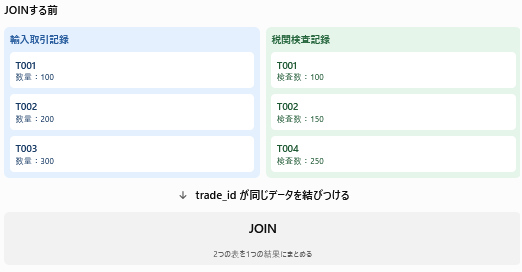 JOINする前
輸入取引記録
T001
数量：100
T002
数量：200
T003
数量：300
税関検査記録
T001
検査数：100
T002
検査数：150
T004
検査数：250
↓ trade_id が同じデータを結びつける
JOIN
2つの表を1つの結果にまとめる